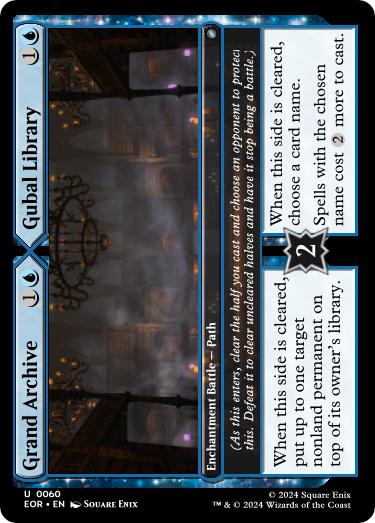 Grand Archive 1
Gubal Library 1
Enchantment Battle — Path
(As this enters, clear the half you cast and choose an opponent to protect
this. Defeat it to clear uncleared halves and have it stop being a battle.)
When this side is cleared,
put up to one target
nonland permanent on
top of its owner's library.
2
When this side is cleared,
choose a card name.
Spells with the chosen
name cost 2 more to cast.
U 0060
EOR • EN SQUARE ENIX
© 2024 Square Enix
™ & © 2024 Wizards of the Coast